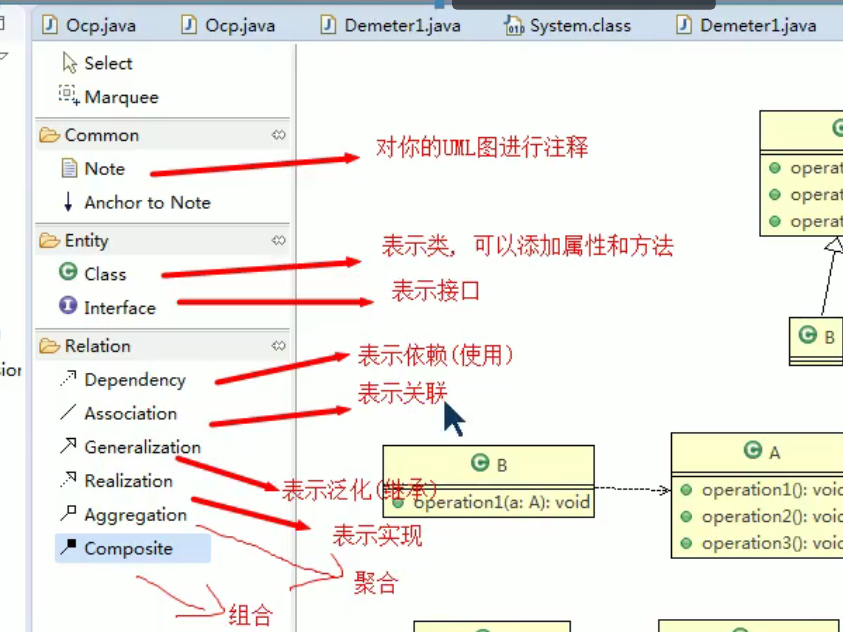 Ocp.java
Ocp.java
Demeter1.java
System.class
Demeter1.java
Select
Marquee
Common
Note
对你的UML图进行注释
Anchor to Note
Entity
Class
表示类, 可以添加属性和方法
Interface
表示接口
Relation
Dependency
表示依赖(使用)
Association
表示关联
Generalization
表示泛化(继承)
Realization
表示实现
Aggregation
聚合
Composite
组合
B
operation1(a: A): void
A
operation1(): void
operation2(): void
operation3(): void
operat
operat
operat
B